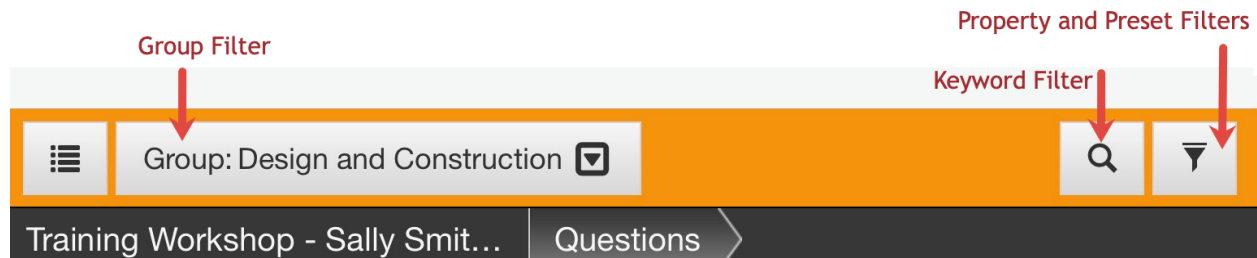 Property and Preset Filters
Group Filter
Keyword Filter
Group: Design and Construction
Training Workshop - Sally Smit...
Questions